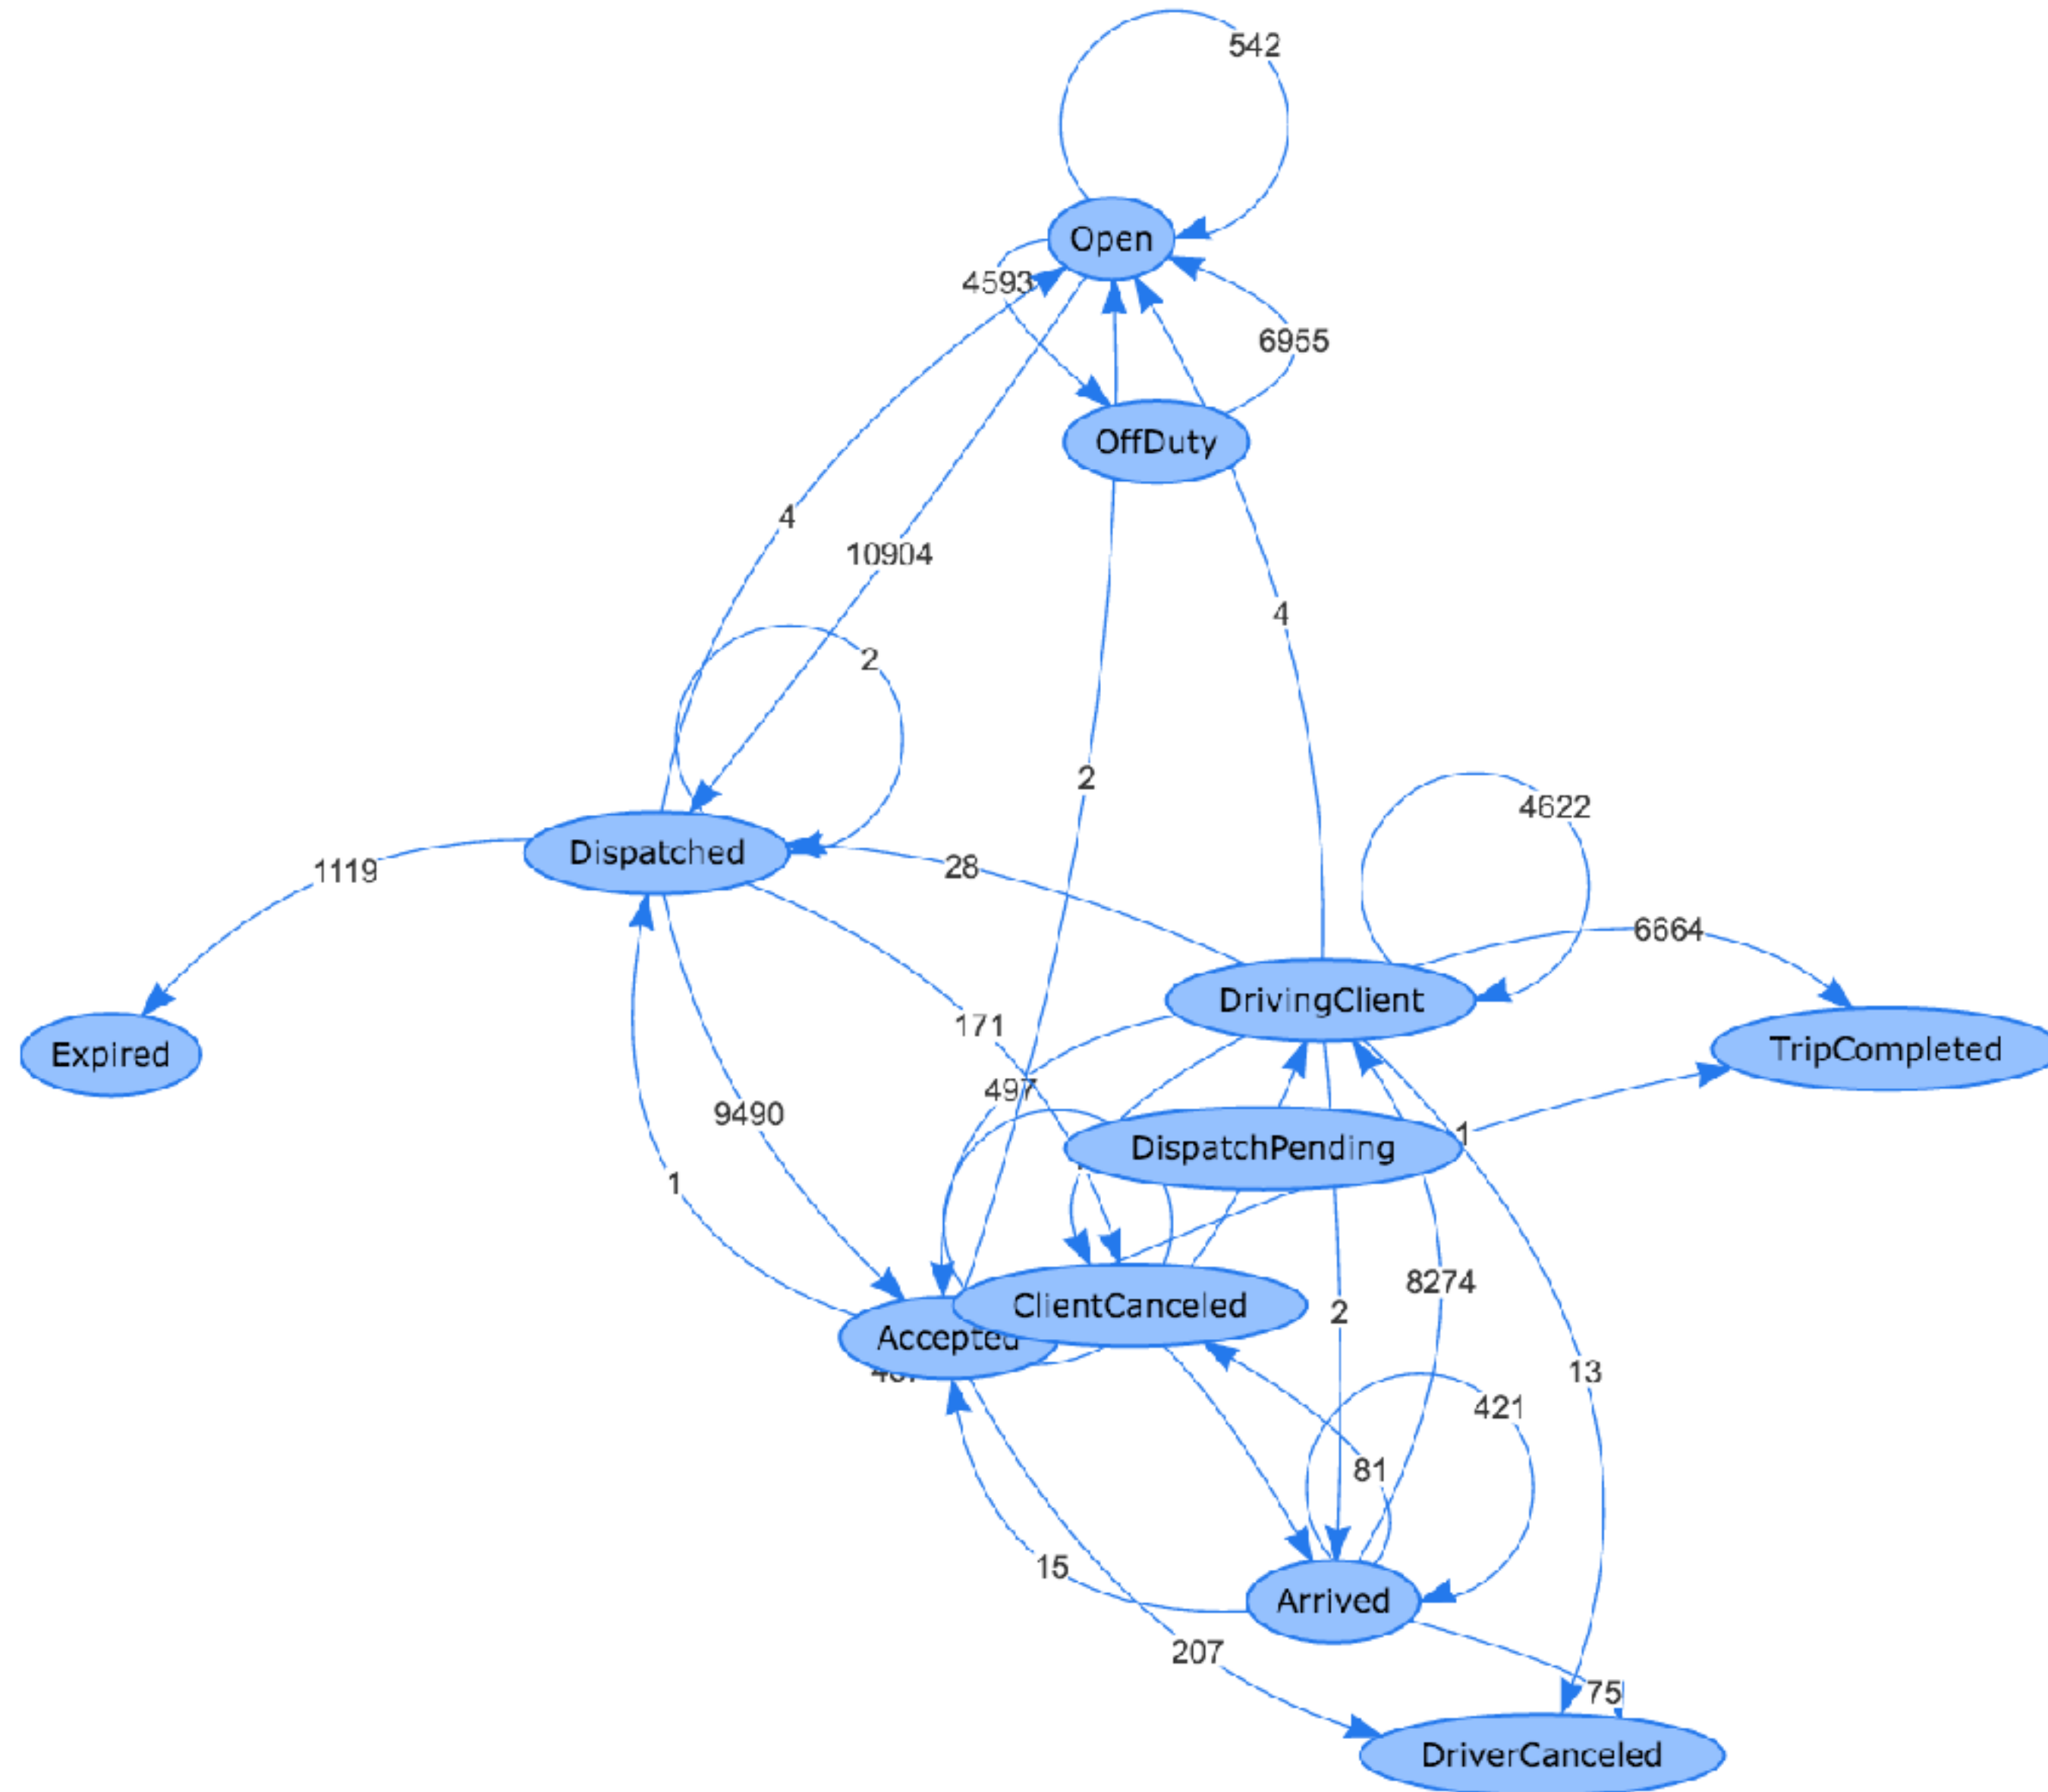 542
Open
4593
6955
OffDuty
4
10904
4
2
2
4622
Dispatched
28
1119
6664
DrivingClient
171
TripCompleted
Expired
497
9490
1
DispatchPending
1
8274
ClientCanceled
2
Accepted
13
421
81
15
Arrived
207
75
DriverCanceled